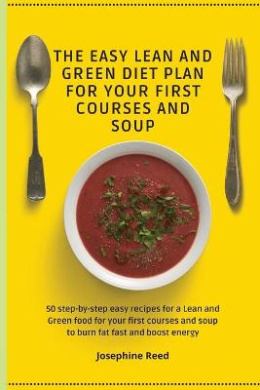 THE EASY LEAN AND
GREEN DIET PLAN
FOR YOUR FIRST
COURSES AND
SOUP
50 step-by-step easy recipes for a Lean and
Green food for your first courses and soup
to burn fat fast and boost energy
Josephine Reed